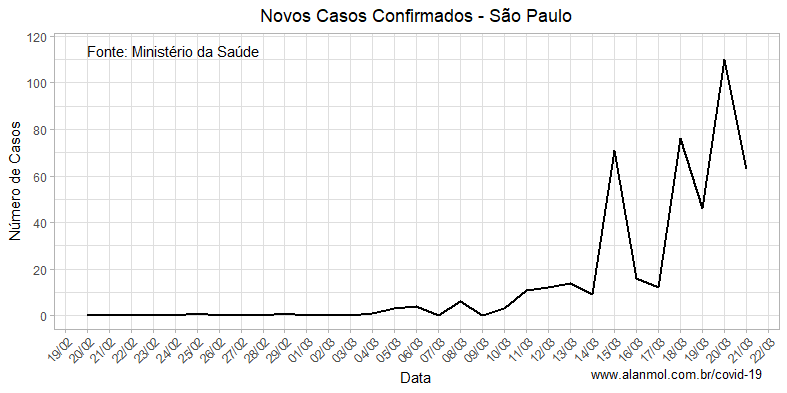 Novos Casos Confirmados - São Paulo
Fonte: Ministério da Saúde
Número de Casos
120
100
80
60
40
20
0
19/02 20/02 21/02 22/02 23/02 24/02 25/02 26/02 27/02 28/02 29/02 01/03 02/03 03/03 04/03 05/03 06/03 07/03 08/03 09/03 10/03 11/03 12/03 13/03 14/03 15/03 16/03 17/03 18/03 19/03 20/03 21/03 22/03
Data
www.alanmol.com.br/covid-19